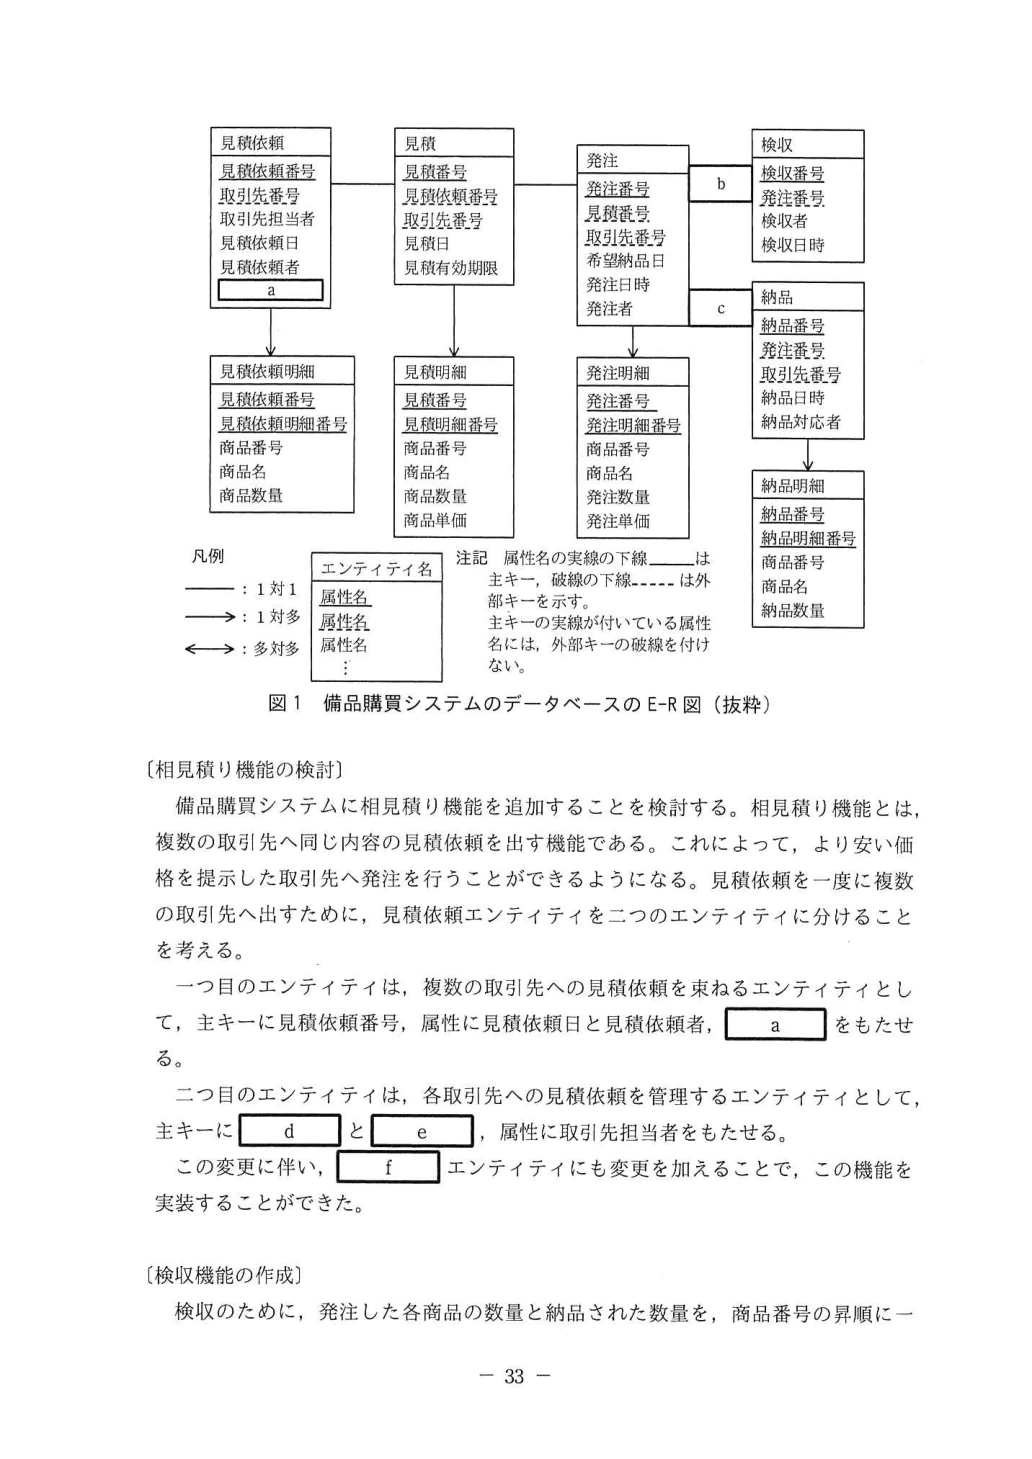 見積依頼
見積依頼番号
取引先番号
取引先担当者
見積依頼日
見積依頼者
a
見積
見積番号
見積依頼番号
取引先番号
見積日
見積有効期限
発注
発注番号
見積番号
取引先番号
希望納品日
発注日時
発注者
b
c
検収
検収番号
発注番号
検収者
検収日時
納品
納品番号
発注番号
取引先番号
納品日時
納品対応者
見積依頼明細
見積依頼番号
見積依頼明細番号
商品番号
商品名
商品数量
見積明細
見積番号
見積明細番号
商品番号
商品名
商品数量
商品単価
発注明細
発注番号
発注明細番号
商品番号
商品名
発注数量
発注単価
納品明細
納品番号
納品明細番号
商品番号
商品名
納品数量
凡例
：1対1
：1対多
：多対多
エンティティ名
属性名
属性名
属性名
⋮
注記 属性名の実線の下線____は
主キー，破線の下線-----は外
部キーを示す。
主キーの実線が付いている属性
名には，外部キーの破線を付け
ない。
図1 備品購買システムのデータベースのE-R図（抜粋）
〔相見積り機能の検討〕
備品購買システムに相見積り機能を追加することを検討する。相見積り機能とは，
複数の取引先へ同じ内容の見積依頼を出す機能である。これによって，より安い価
格を提示した取引先へ発注を行うことができるようになる。見積依頼を一度に複数
の取引先へ出すために，見積依頼エンティティを二つのエンティティに分けること
を考える。
一つ目のエンティティは，複数の取引先への見積依頼を束ねるエンティティとし
て，主キーに見積依頼番号，属性に見積依頼日と見積依頼者， a をもたせ
る。
二つ目のエンティティは，各取引先への見積依頼を管理するエンティティとして，
主キーに d と e ，属性に取引先担当者をもたせる。
この変更に伴い， f エンティティにも変更を加えることで，この機能を
実装することができた。
〔検収機能の作成〕
検収のために，発注した各商品の数量と納品された数量を，商品番号の昇順に一
－ 33 －